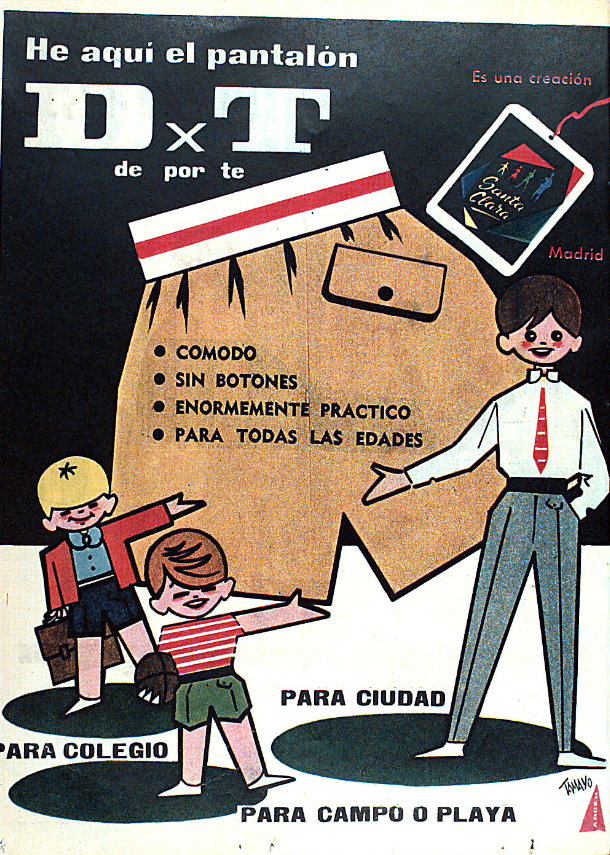 He aquí el pantalón
DxT
de por te
Es una creación
Santa
Clara
Madrid
• COMODO
• SIN BOTONES
• ENORMEMENTE PRACTICO
• PARA TODAS LAS EDADES
PARA CIUDAD
PARA COLEGIO
PARA CAMPO O PLAYA
TAMAYO